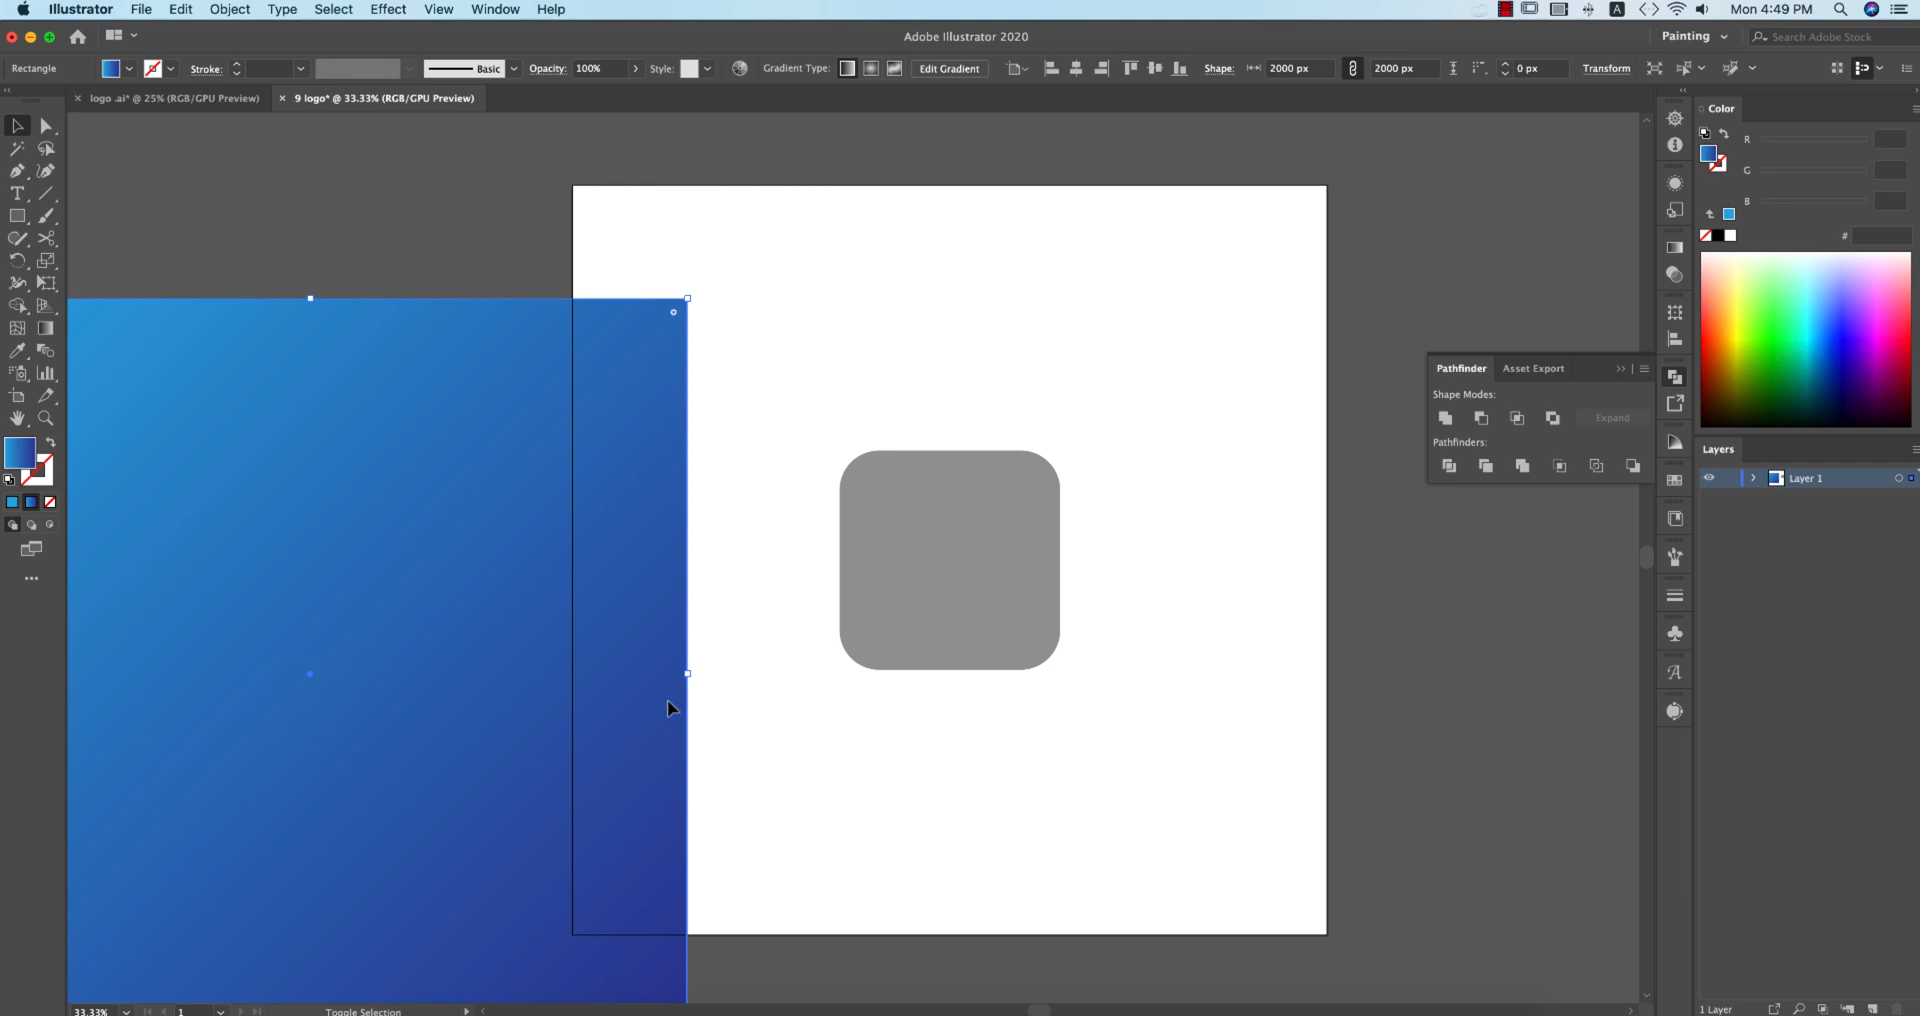 Illustrator File Edit Object Type Select Effect View Window Help
A Mon 4:49 PM
Adobe Illustrator 2020
Painting
Search Adobe Stock
Rectangle Stroke: Basic Opacity: 100% Style: Gradient Type: Edit Gradient Shape: 2000 px 2000 px 0 px Transform
logo .ai* @ 25% (RGB/GPU Preview) 9 logo* @ 33.33% (RGB/GPU Preview)
Color
R
G
B
#
Pathfinder Asset Export
Shape Modes:
Expand
Pathfinders:
Layers
Layer 1
33.33% 1 Toggle Selection
1 Layer